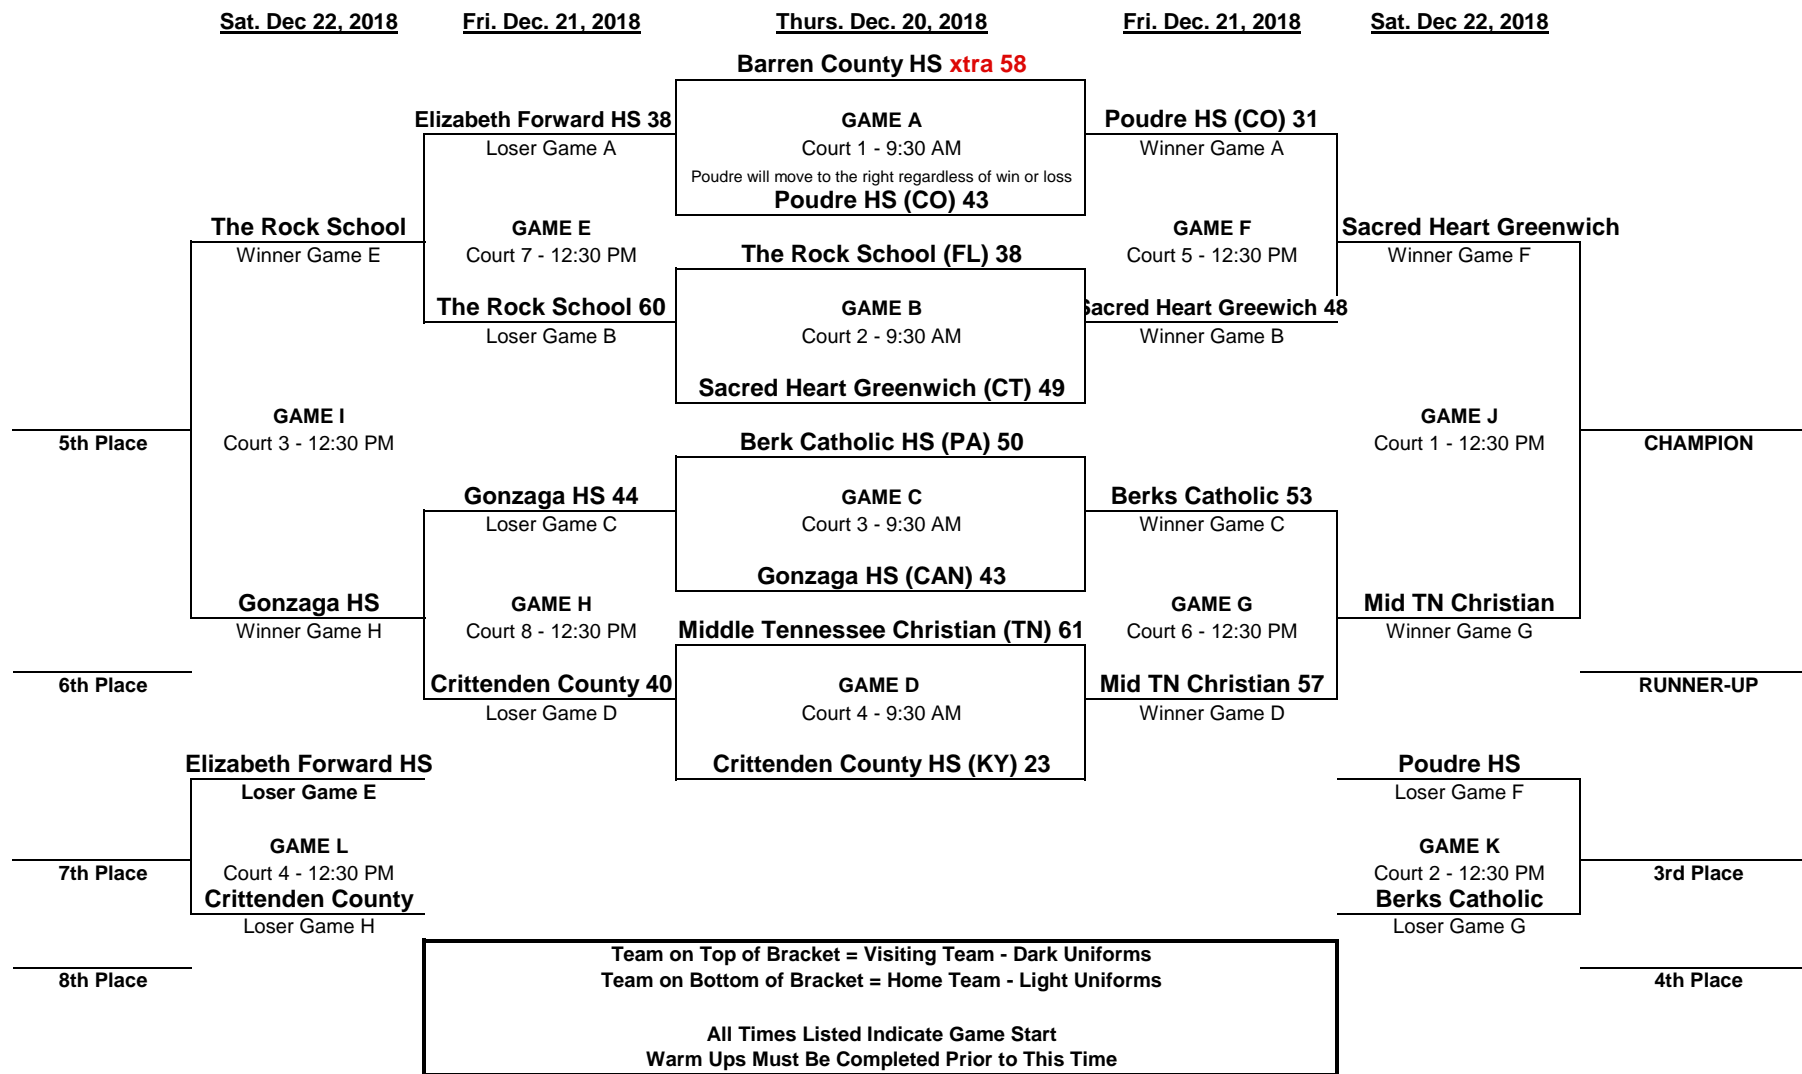 Sat. Dec 22, 2018 Fri. Dec. 21, 2018 Thurs. Dec. 20, 2018 Fri. Dec. 21, 2018 Sat. Dec 22, 2018
Barren County HS xtra 58
Elizabeth Forward HS 38 GAME A Poudre HS (CO) 31
Loser Game A Court 1 - 9:30 AM Winner Game A
Poudre will move to the right regardless of win or loss
Poudre HS (CO) 43
The Rock School GAME E GAME F Sacred Heart Greenwich
Winner Game E Court 7 - 12:30 PM The Rock School (FL) 38 Court 5 - 12:30 PM Winner Game F
The Rock School 60 GAME B Sacred Heart Greewich 48
Loser Game B Court 2 - 9:30 AM Winner Game B
Sacred Heart Greenwich (CT) 49
GAME I GAME J
5th Place Court 3 - 12:30 PM Berk Catholic HS (PA) 50 Court 1 - 12:30 PM CHAMPION
Gonzaga HS 44 GAME C Berks Catholic 53
Loser Game C Court 3 - 9:30 AM Winner Game C
Gonzaga HS (CAN) 43
Gonzaga HS GAME H GAME G Mid TN Christian
Winner Game H Court 8 - 12:30 PM Middle Tennessee Christian (TN) 61 Court 6 - 12:30 PM Winner Game G
6th Place Crittenden County 40 GAME D Mid TN Christian 57 RUNNER-UP
Loser Game D Court 4 - 9:30 AM Winner Game D
Elizabeth Forward HS Crittenden County HS (KY) 23 Poudre HS
Loser Game E Loser Game F
GAME L GAME K
7th Place Court 4 - 12:30 PM Court 2 - 12:30 PM 3rd Place
Crittenden County Berks Catholic
Loser Game H Loser Game G
Team on Top of Bracket = Visiting Team - Dark Uniforms
8th Place Team on Bottom of Bracket = Home Team - Light Uniforms 4th Place
All Times Listed Indicate Game Start
Warm Ups Must Be Completed Prior to This Time